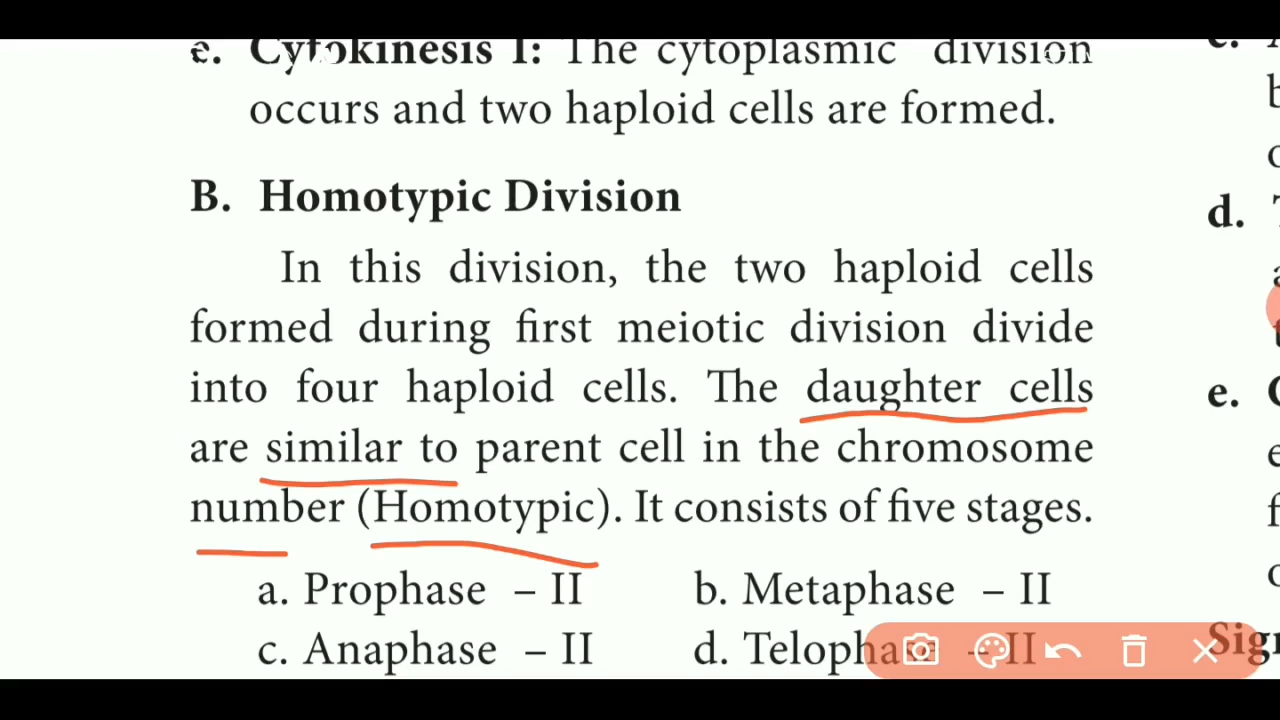 e. Cytokinesis I: The cytoplasmic division
occurs and two haploid cells are formed.
B. Homotypic Division
In this division, the two haploid cells
formed during first meiotic division divide
into four haploid cells. The daughter cells
are similar to parent cell in the chromosome
number (Homotypic). It consists of five stages.
a. Prophase – II b. Metaphase – II
c. Anaphase – II d. Telophase – II
d.
e.